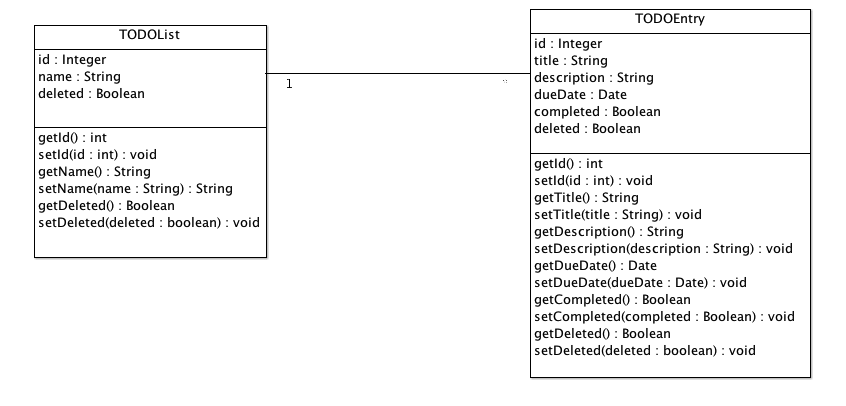 TODOList
id : Integer
name : String
deleted : Boolean
getId() : int
setId(id : int) : void
getName() : String
setName(name : String) : String
getDeleted() : Boolean
setDeleted(deleted : boolean) : void
1
*
TODOEntry
id : Integer
title : String
description : String
dueDate : Date
completed : Boolean
deleted : Boolean
getId() : int
setId(id : int) : void
getTitle() : String
setTitle(title : String) : void
getDescription() : String
setDescription(description : String) : void
getDueDate() : Date
setDueDate(dueDate : Date) : void
getCompleted() : Boolean
setCompleted(completed : Boolean) : void
getDeleted() : Boolean
setDeleted(deleted : boolean) : void